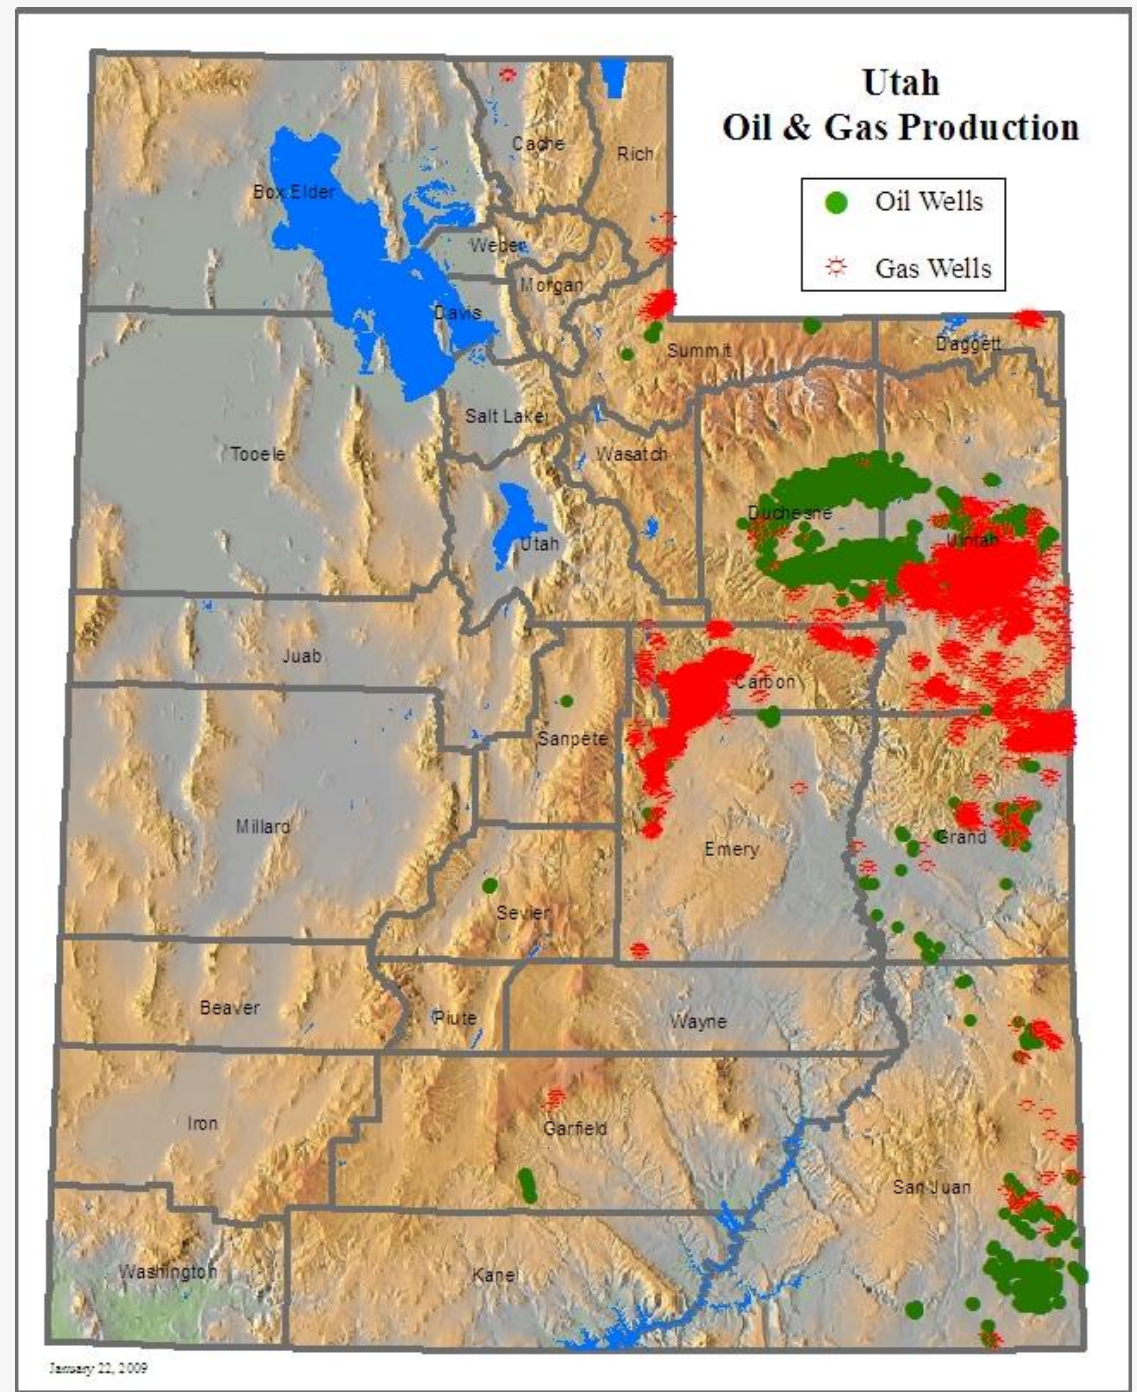 Utah
Oil & Gas Production
Oil Wells
Gas Wells
Cache
Rich
Box Elder
Weber
Morgan
Davis
Summit
Daggett
Salt Lake
Tooele
Wasatch
Duchesne
Uintah
Utah
Juab
Carbon
Sanpete
Millard
Emery
Grand
Sevier
Beaver
Piute
Wayne
Iron
Garfield
San Juan
Washington
Kane
January 22, 2009